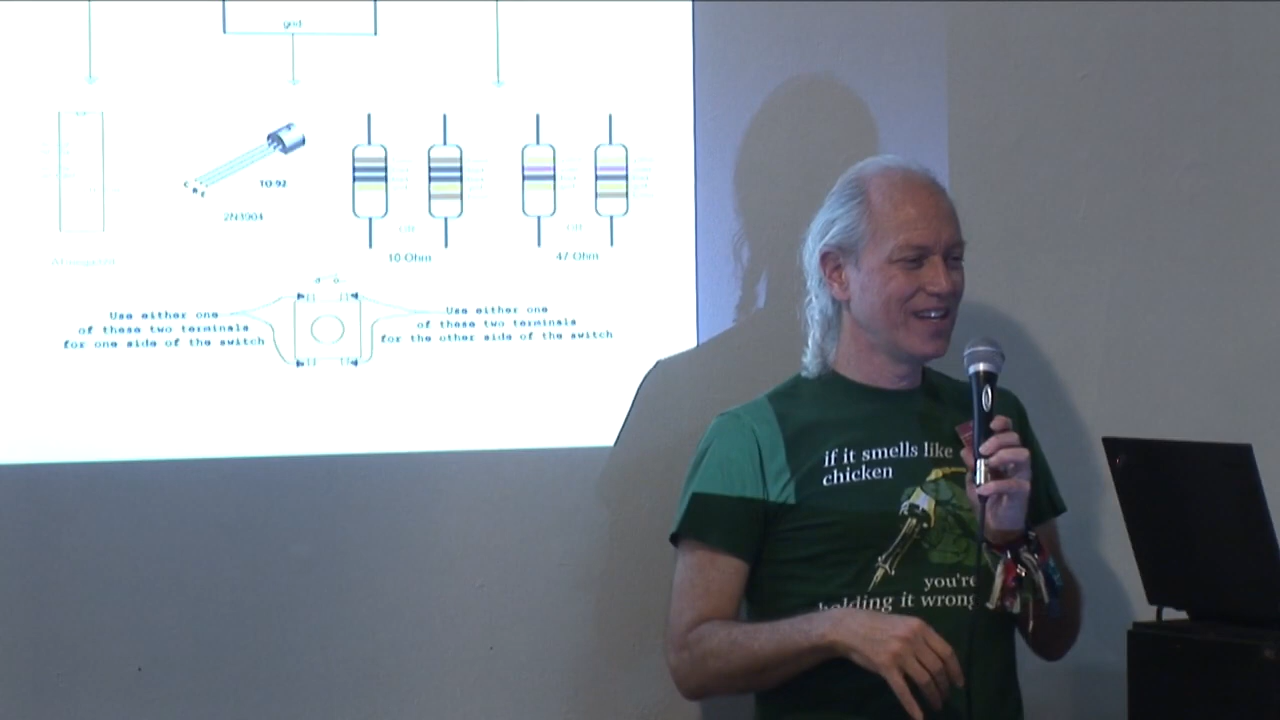 gnd
C B E
TO-92
2N3904
OR
10 Ohm
OR
47 Ohm
Use either one
of these two terminals
for one side of the switch
Use either one
of these two terminals
for the other side of the switch
if it smells like
chicken
you're
holding it wrong